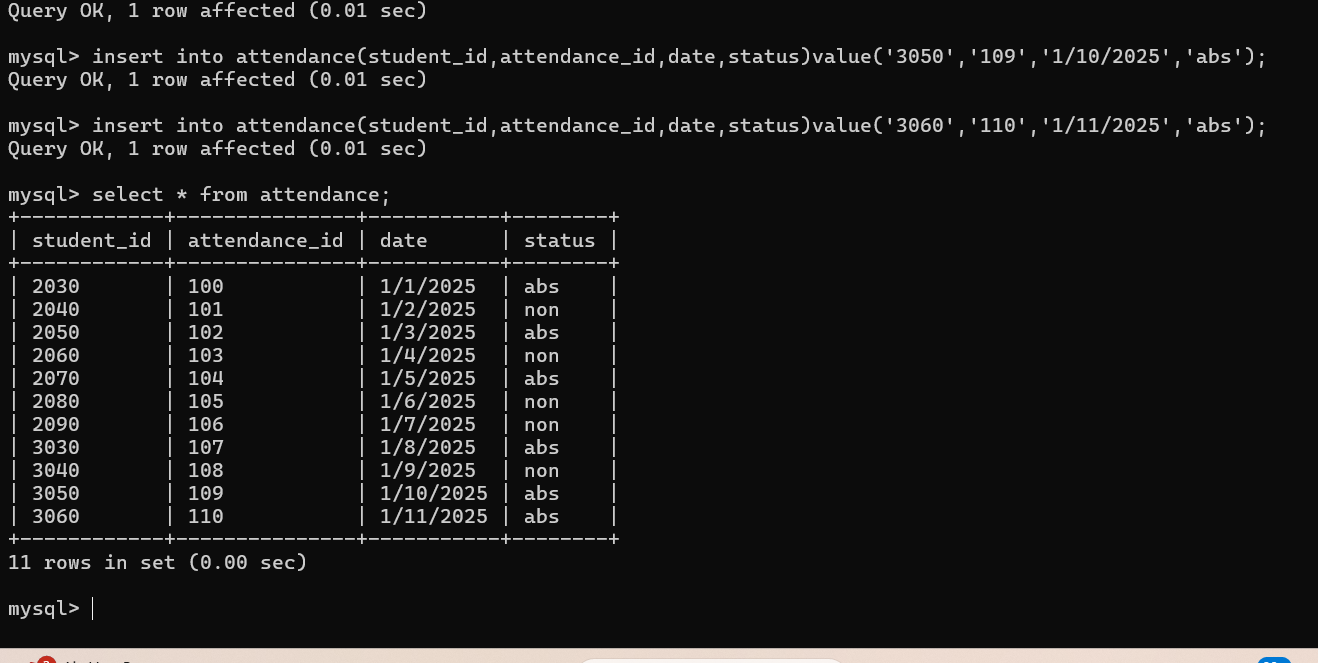 Query OK, 1 row affected (0.01 sec)
mysql> insert into attendance(student_id,attendance_id,date,status)value('3050','109','1/10/2025','abs');
Query OK, 1 row affected (0.01 sec)
mysql> insert into attendance(student_id,attendance_id,date,status)value('3060','110','1/11/2025','abs');
Query OK, 1 row affected (0.01 sec)
mysql> select * from attendance;
+------------+---------------+-----------+--------+
| student_id | attendance_id | date      | status |
+------------+---------------+-----------+--------+
| 2030       | 100           | 1/1/2025  | abs    |
| 2040       | 101           | 1/2/2025  | non    |
| 2050       | 102           | 1/3/2025  | abs    |
| 2060       | 103           | 1/4/2025  | non    |
| 2070       | 104           | 1/5/2025  | abs    |
| 2080       | 105           | 1/6/2025  | non    |
| 2090       | 106           | 1/7/2025  | non    |
| 3030       | 107           | 1/8/2025  | abs    |
| 3040       | 108           | 1/9/2025  | non    |
| 3050       | 109           | 1/10/2025 | abs    |
| 3060       | 110           | 1/11/2025 | abs    |
+------------+---------------+-----------+--------+
11 rows in set (0.00 sec)
mysql>